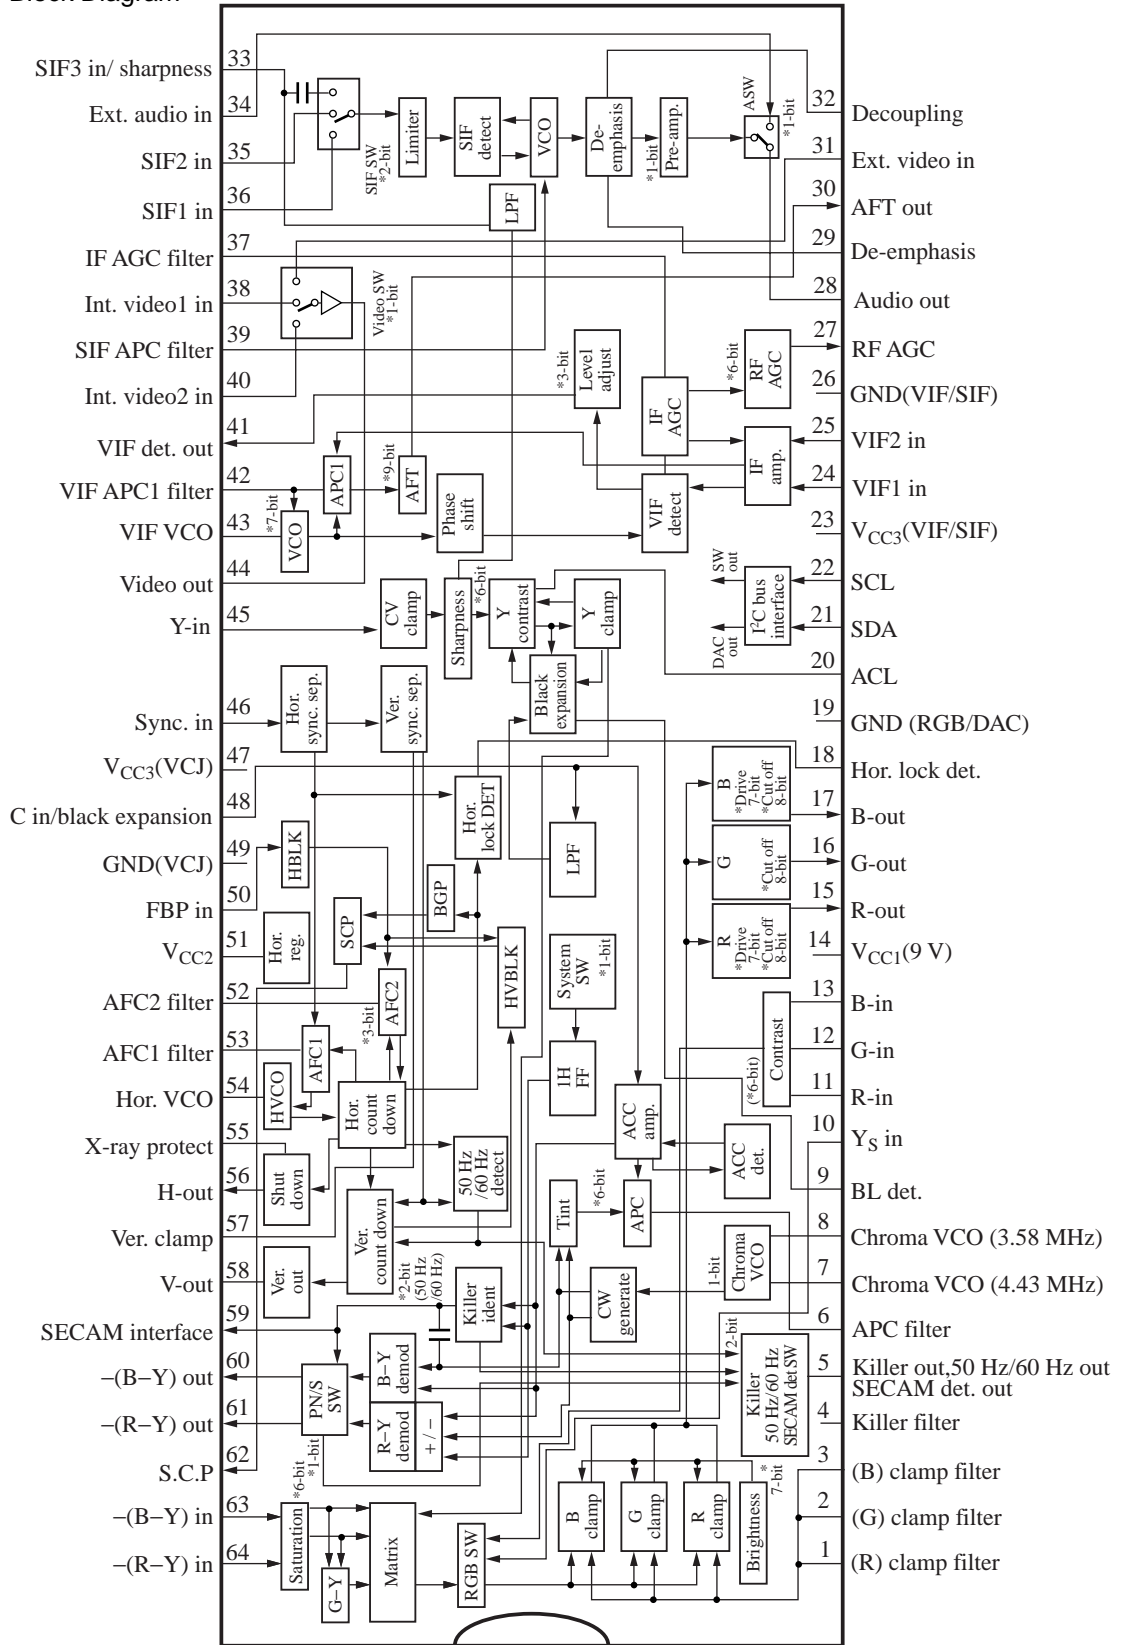 Block Diagram
33
SIF3 in/ sharpness
34
Ext. audio in
35
SIF2 in
36
SIF1 in
37
IF AGC filter
38
Int. video1 in
39
SIF APC filter
40
Int. video2 in
41
VIF det. out
42
VIF APC1 filter
43
VIF VCO
44
Video out
45
Y-in
46
Sync. in
47
VCC3(VCJ)
48
C in/black expansion
49
GND(VCJ)
50
FBP in
51
VCC2
52
AFC2 filter
53
AFC1 filter
54
Hor. VCO
55
X-ray protect
56
H-out
57
Ver. clamp
58
V-out
59
SECAM interface
60
−(B−Y) out
61
−(R−Y) out
62
S.C.P
63
−(B−Y) in
64
−(R−Y) in
SIF SW
*2-bit
Limiter
SIF
detect
VCO
De-
emphasis
*1-bit
Pre-amp.
ASW
*1-bit
LPF
Video SW
*1-bit
*3-bit
Level
adjust
*6-bit
RF
AGC
IF
AGC
IF
amp.
*7-bit
VCO
APC1
*9-bit
AFT
Phase
shift
VIF
detect
CV
clamp
Sharpness
*6-bit
Y
contrast
Y
clamp
Black
expansion
SW
out
DAC
out
I2C bus
interface
Hor.
sync. sep.
Ver.
sync. sep.
Hor.
lock DET
LPF
B
*Drive
7-bit
*Cut off
8-bit
G
*Cut off
8-bit
R
*Drive
7-bit
*Cut off
8-bit
HBLK
BGP
SCP
Hor.
reg.
HVBLK
System
SW
*1-bit
AFC2
*3-bit
AFC1
HVCO
Hor.
count
down
1H
FF
Contrast
(*6-bit)
ACC
amp.
ACC
det.
Shut
down
50 Hz
/60 Hz
detect
Ver.
count down
Tint
*6-bit
APC
Ver.
out
*2-bit
(50 Hz
/60 Hz)
Killer
ident
CW
generate
1-bit
Chroma
VCO
PN/S
SW
*1-bit
B−Y
demod
R−Y
demod
+ / −
2-bit
Killer
50 Hz/60 Hz
SECAM det SW
Saturation
*6-bit
G−Y
Matrix
RGB SW
B
clamp
G
clamp
R
clamp
Brightness
*
7-bit
32
Decoupling
31
Ext. video in
30
AFT out
29
De-emphasis
28
Audio out
27
RF AGC
26
GND(VIF/SIF)
25
VIF2 in
24
VIF1 in
23
VCC3(VIF/SIF)
22
SCL
21
SDA
20
ACL
19
GND (RGB/DAC)
18
Hor. lock det.
17
B-out
16
G-out
15
R-out
14
VCC1(9 V)
13
B-in
12
G-in
11
R-in
10
YS in
9
BL det.
8
Chroma VCO (3.58 MHz)
7
Chroma VCO (4.43 MHz)
6
APC filter
5
Killer out,50 Hz/60 Hz out
SECAM det. out
4
Killer filter
3
(B) clamp filter
2
(G) clamp filter
1
(R) clamp filter